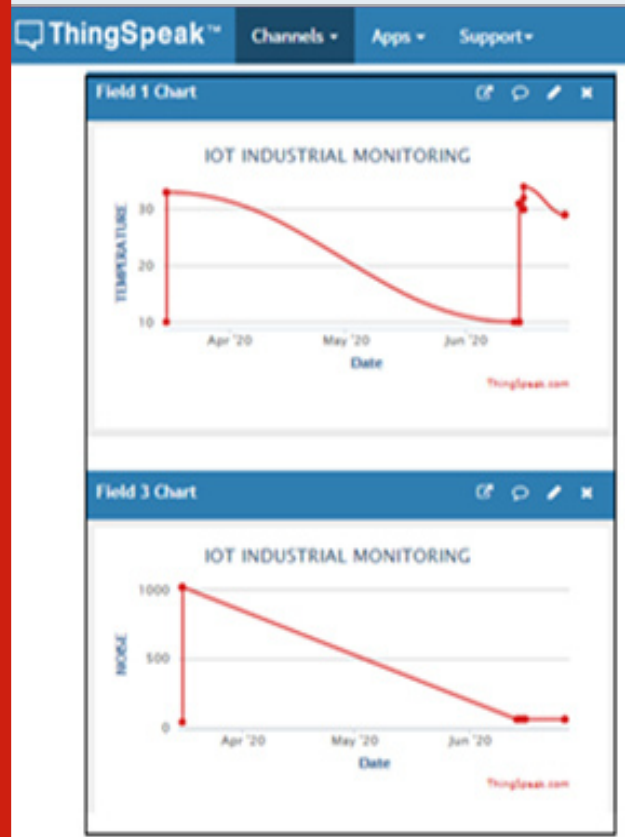 ThingSpeak™ Channels Apps Support
Field 1 Chart
IOT INDUSTRIAL MONITORING
TEMPERATURE
30
20
10
Apr '20 May '20 Jun '20
Date
ThingSpeak.com
Field 3 Chart
IOT INDUSTRIAL MONITORING
NOISE
1000
500
0
Apr '20 May '20 Jun '20
Date
ThingSpeak.com